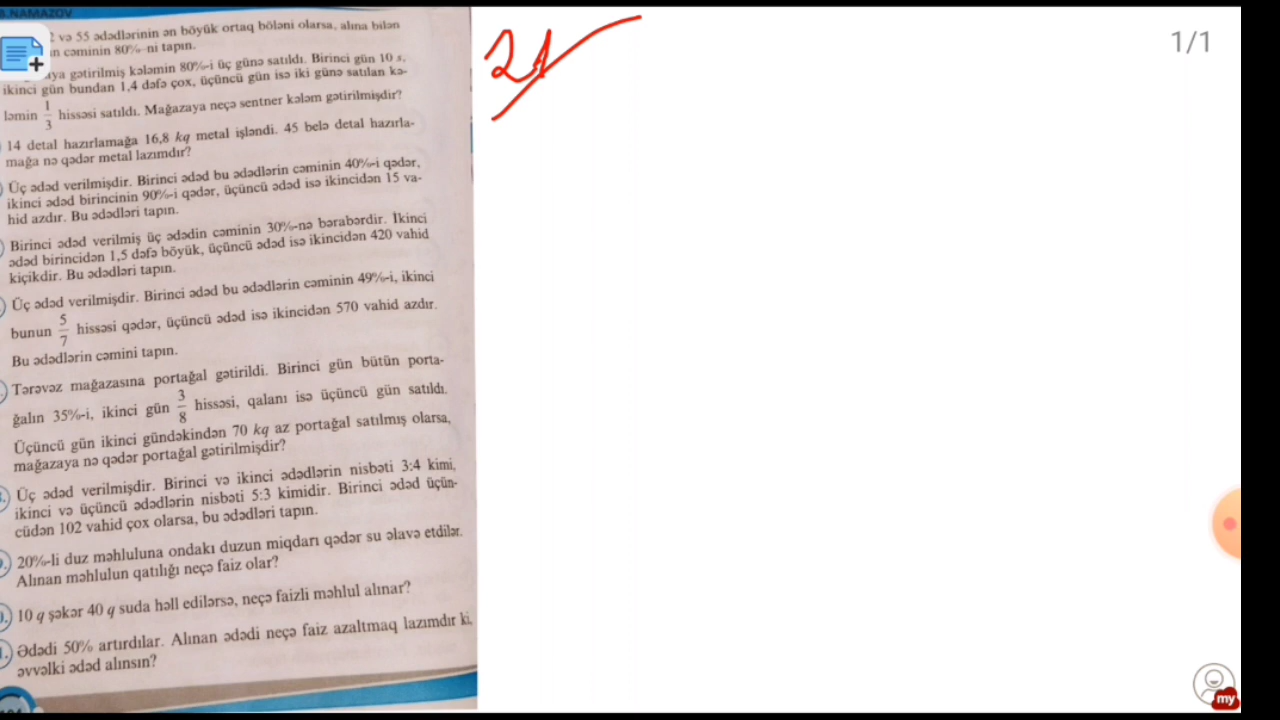 B.NAMAZOV
2 və 55 ədədlərinin ən böyük ortaq böləni olarsa, alına bilən
n cəminin 80%-ni tapın.
aya gətirilmiş kələmin 80%-i üç günə satıldı. Birinci gün 10 s,
ikinci gün bundan 1,4 dəfə çox, üçüncü gün isə iki günə satılan kə-
ləmin 1/3 hissəsi satıldı. Mağazaya neçə sentner kələm gətirilmişdir?
14 detal hazırlamağa 16,8 kq metal işləndi. 45 belə detal hazırla-
mağa nə qədər metal lazımdır?
Üç ədəd verilmişdir. Birinci ədəd bu ədədlərin cəminin 40%-i qədər,
ikinci ədəd birincinin 90%-i qədər, üçüncü ədəd isə ikincidən 15 va-
hid azdır. Bu ədədləri tapın.
Birinci ədəd verilmiş üç ədədin cəminin 30%-nə bərabərdir. İkinci
ədəd birincidən 1,5 dəfə böyük, üçüncü ədəd isə ikincidən 420 vahid
kiçikdir. Bu ədədləri tapın.
Üç ədəd verilmişdir. Birinci ədəd bu ədədlərin cəminin 49%-i, ikinci
bunun 5/7 hissəsi qədər, üçüncü ədəd isə ikincidən 570 vahid azdır.
Bu ədədlərin cəmini tapın.
Tərəvəz mağazasına portağal gətirildi. Birinci gün bütün porta-
ğalın 35%-i, ikinci gün 3/8 hissəsi, qalanı isə üçüncü gün satıldı.
Üçüncü gün ikinci gündəkindən 70 kq az portağal satılmış olarsa,
mağazaya nə qədər portağal gətirilmişdir?
Üç ədəd verilmişdir. Birinci və ikinci ədədlərin nisbəti 3:4 kimi,
ikinci və üçüncü ədədlərin nisbəti 5:3 kimidir. Birinci ədəd üçün-
cüdən 102 vahid çox olarsa, bu ədədləri tapın.
20%-li duz məhluluna ondakı duzun miqdarı qədər su əlavə etdilər.
Alınan məhlulun qatılığı neçə faiz olar?
10 q şəkər 40 q suda həll edilərsə, neçə faizli məhlul alınar?
Ədədi 50% artırdılar. Alınan ədədi neçə faiz azaltmaq lazımdır ki,
əvvəlki ədəd alınsın?
1/1
my